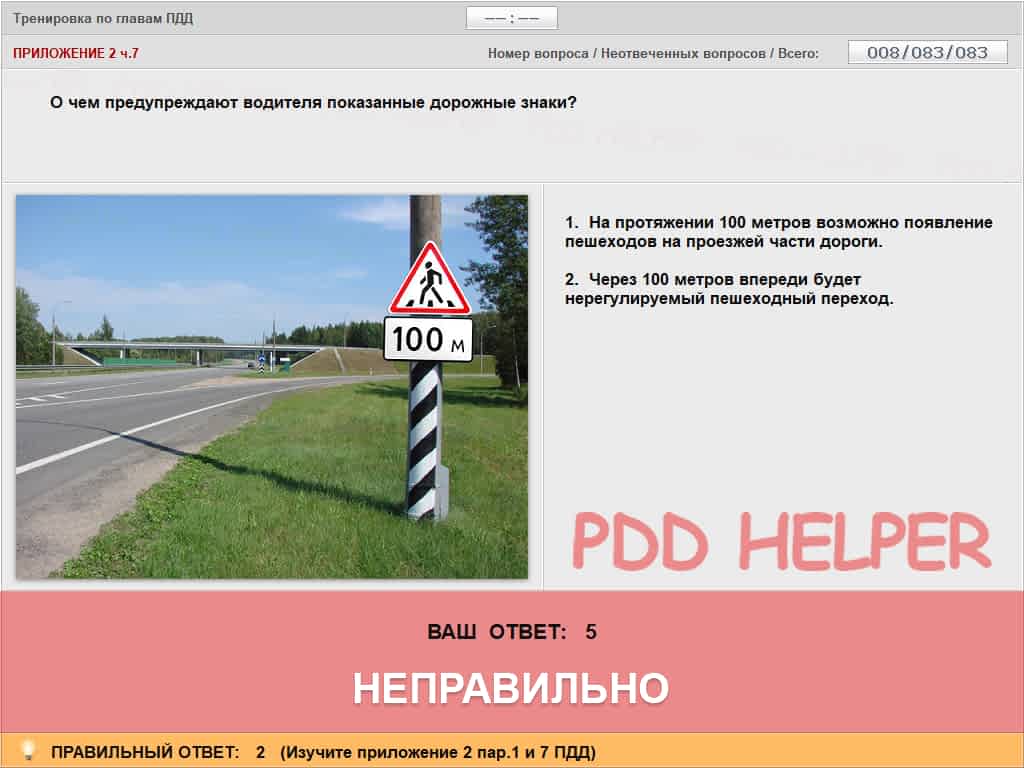 Тренировка по главам ПДД
−− : −−
ПРИЛОЖЕНИЕ 2 ч.7
Номер вопроса / Неотвеченных вопросов / Всего:
008/083/083
О чем предупреждают водителя показанные дорожные знаки?
1. На протяжении 100 метров возможно появление
пешеходов на проезжей части дороги.
2. Через 100 метров впереди будет
нерегулируемый пешеходный переход.
100 м
PDD HELPER
ВАШ ОТВЕТ: 5
НЕПРАВИЛЬНО
ПРАВИЛЬНЫЙ ОТВЕТ: 2 (Изучите приложение 2 пар.1 и 7 ПДД)